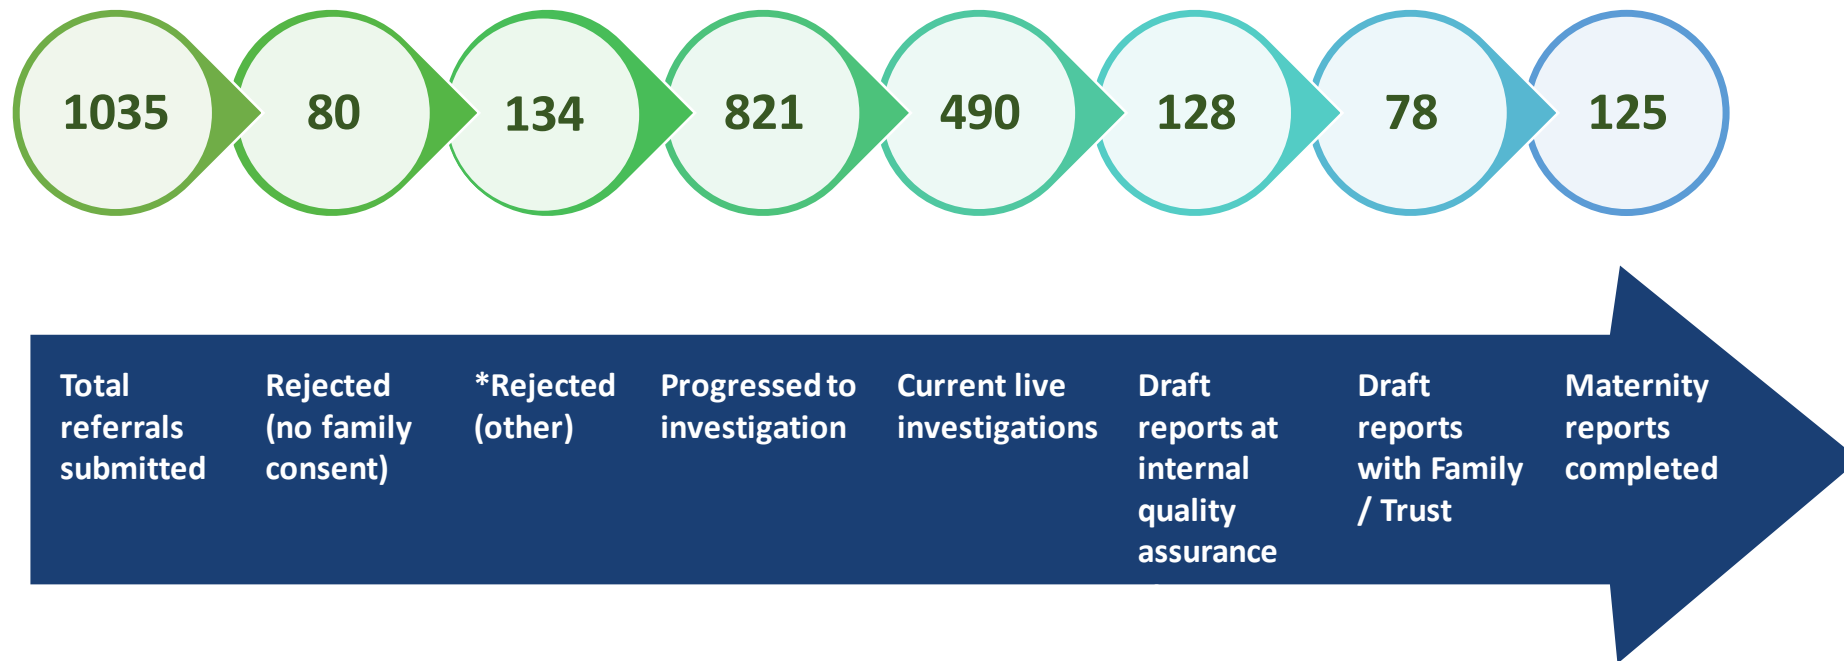 1035
80
134
821
490
128
78
125
Total
referrals
submitted
Rejected
(no family
consent)
*Rejected
(other)
Progressed to
investigation
Current live
investigations
Draft
reports at
internal
quality
assurance
Draft
reports
with Family
/ Trust
Maternity
reports
completed